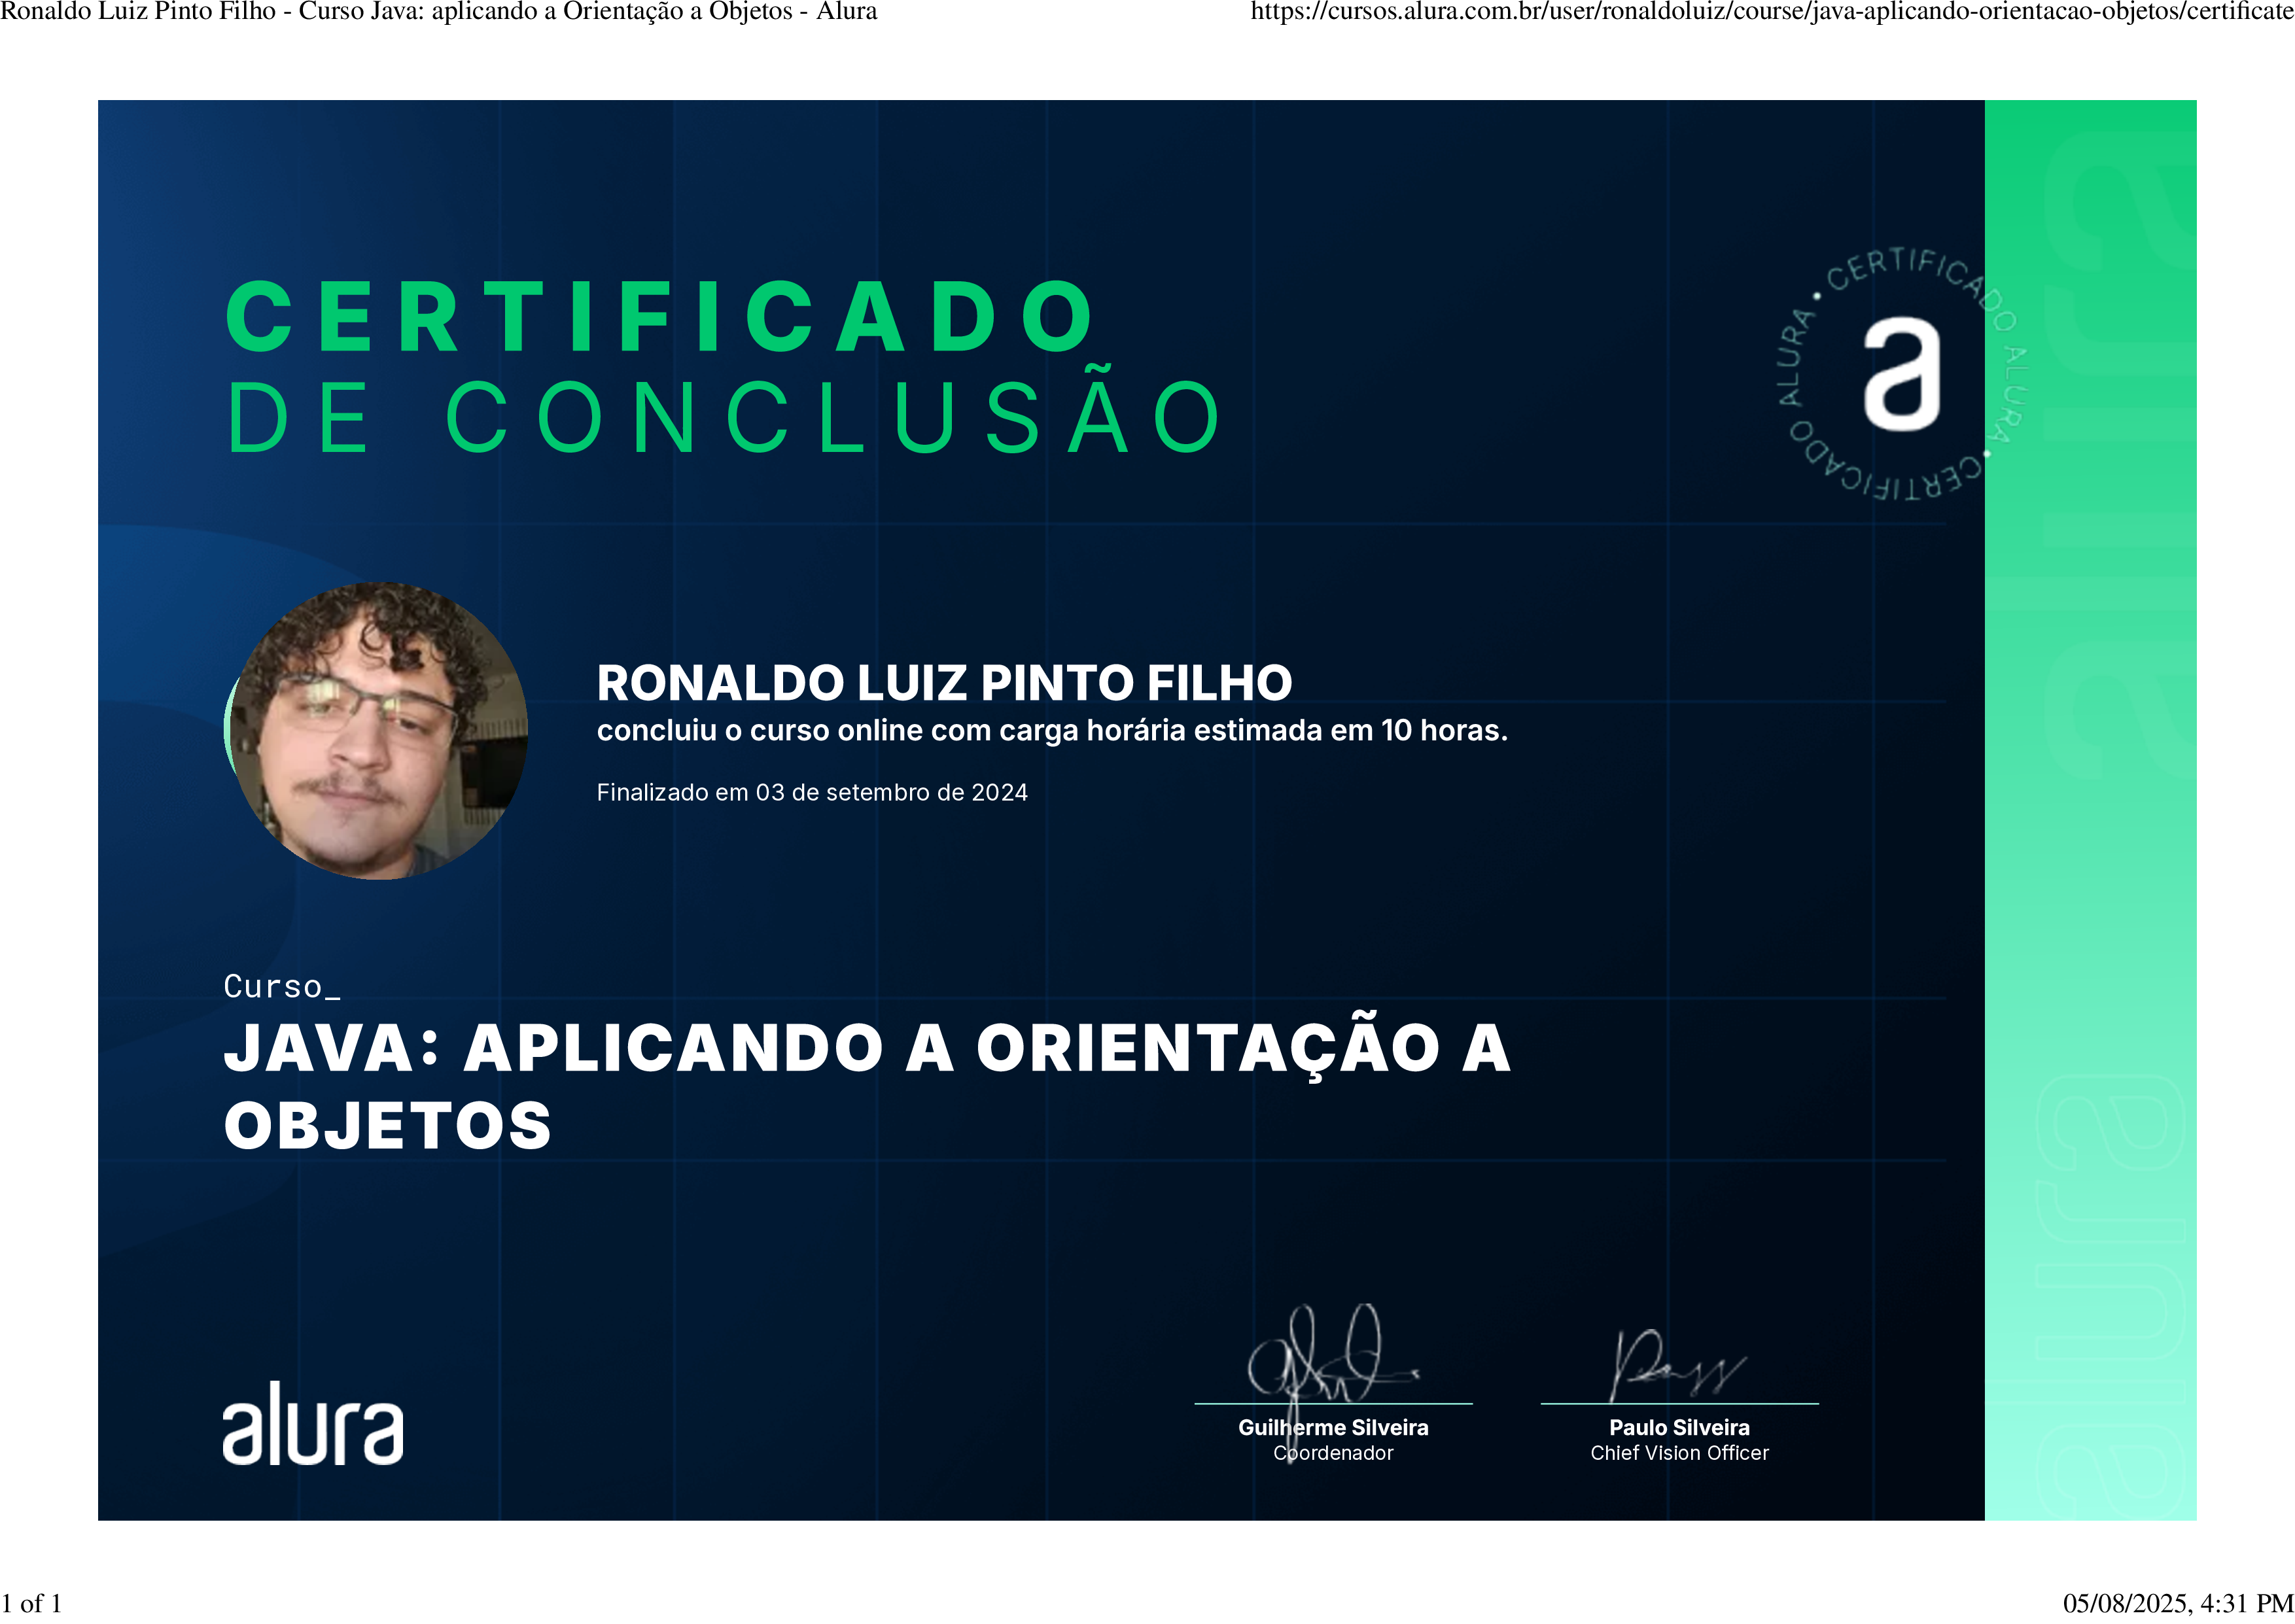 Ronaldo Luiz Pinto Filho - Curso Java: aplicando a Orientação a Objetos - Alura
https://cursos.alura.com.br/user/ronaldoluiz/course/java-aplicando-orientacao-objetos/certificate
CERTIFICADO
DE CONCLUSÃO
• CERTIFICADO ALURA • CERTIFICADO ALURA
a
alura
RONALDO LUIZ PINTO FILHO
concluiu o curso online com carga horária estimada em 10 horas.
Finalizado em 03 de setembro de 2024
Curso_
JAVA: APLICANDO A ORIENTAÇÃO A
OBJETOS
alura
alura
Guilherme Silveira
Coordenador
Paulo Silveira
Chief Vision Officer
1 of 1
05/08/2025, 4:31 PM